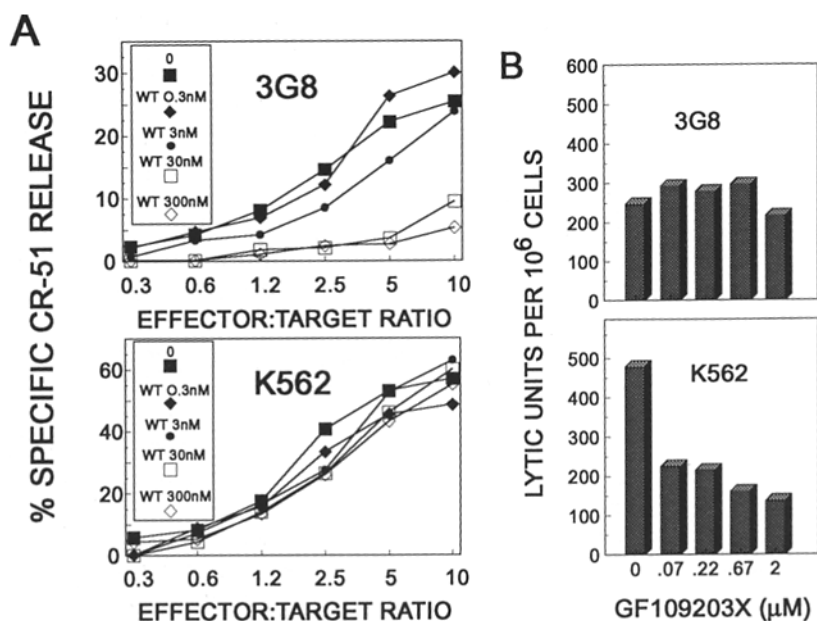 A
% SPECIFIC CR-51 RELEASE
30
20
10
0
0
WT O.3nM
WT 3nM
WT 30nM
WT 300nM
3G8
0.3 0.6 1.2 2.5 5 10
EFFECTOR:TARGET RATIO
60
40
20
0
0
WT O.3nM
WT 3nM
WT 30nM
WT 300nM
K562
0.3 0.6 1.2 2.5 5 10
EFFECTOR:TARGET RATIO
B
LYTIC UNITS PER 10⁶ CELLS
600
500
400
300
200
100
0
3G8
500
400
300
200
100
0
K562
0 .07 .22 .67 2
GF109203X (μM)